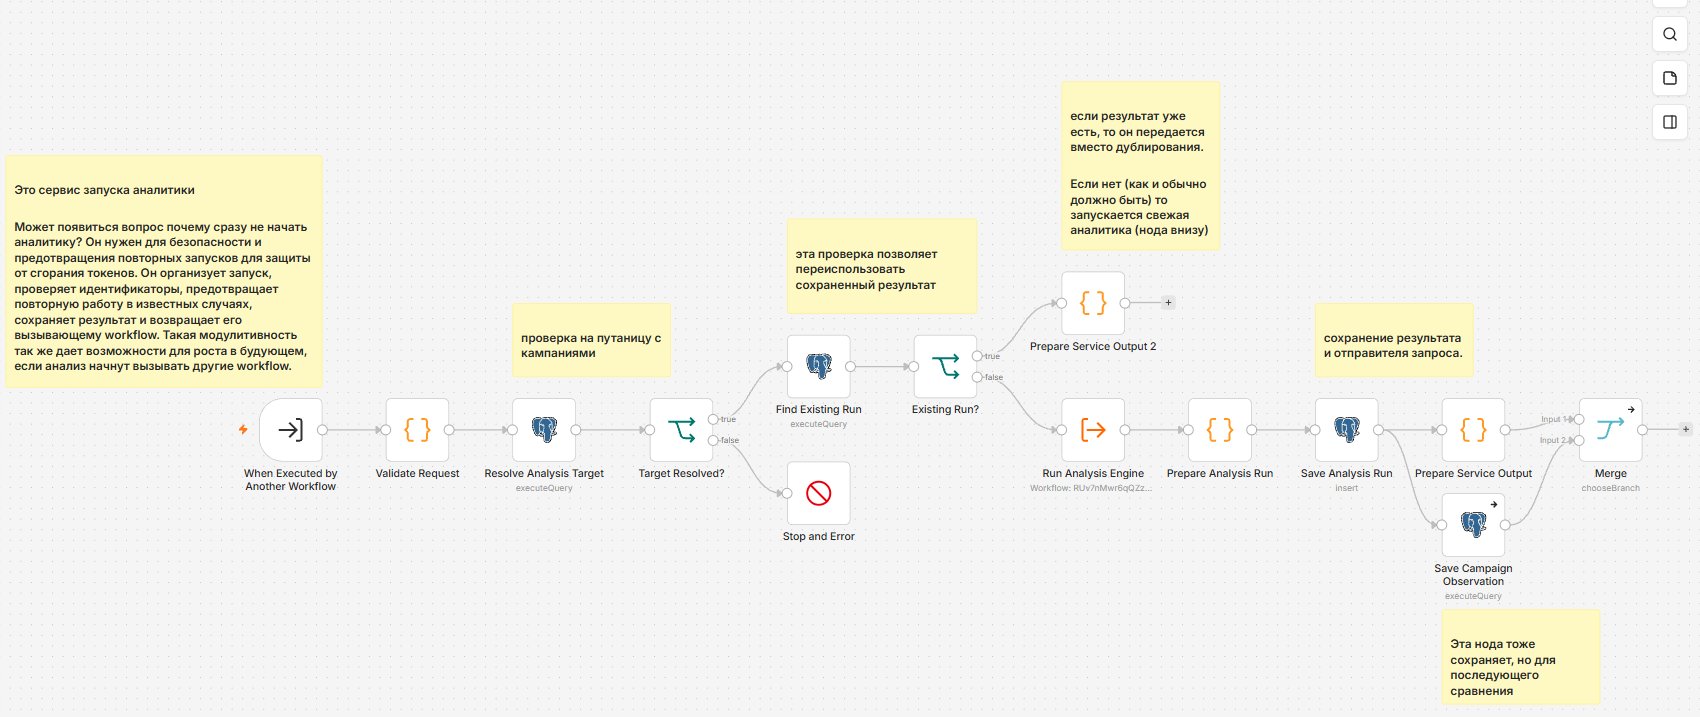 если результат уже
есть, то он передается
вместо дублирования.
Если нет (как и обычно
должно быть) то
запускается свежая
аналитика (нода внизу)
Это сервис запуска аналитики
Может появиться вопрос почему сразу не начать
аналитику? Он нужен для безопасности и
предотвращения повторных запусков для защиты
от сгорания токенов. Он организует запуск,
проверяет идентификаторы, предотвращает
повторную работу в известных случаях,
сохраняет результат и возвращает его
вызывающему workflow. Такая модулитивность
так же дает возможности для роста в будующем,
если анализ начнут вызывать другие workflow.
эта проверка позволяет
переиспользовать
сохраненный результат
проверка на путаницу с
кампаниями
сохранение результата
и отправителя запроса.
Prepare Service Output 2
true
false
Find Existing Run
executeQuery
Existing Run?
true
false
Input 1
Input 2
When Executed by
Another Workflow
Validate Request
Resolve Analysis Target
executeQuery
Target Resolved?
Run Analysis Engine
Workflow: RUv7nMwr6qQZz...
Prepare Analysis Run
Save Analysis Run
insert
Prepare Service Output
Merge
chooseBranch
Stop and Error
Save Campaign
Observation
executeQuery
Эта нода тоже
сохраняет, но для
последующего
сравнения